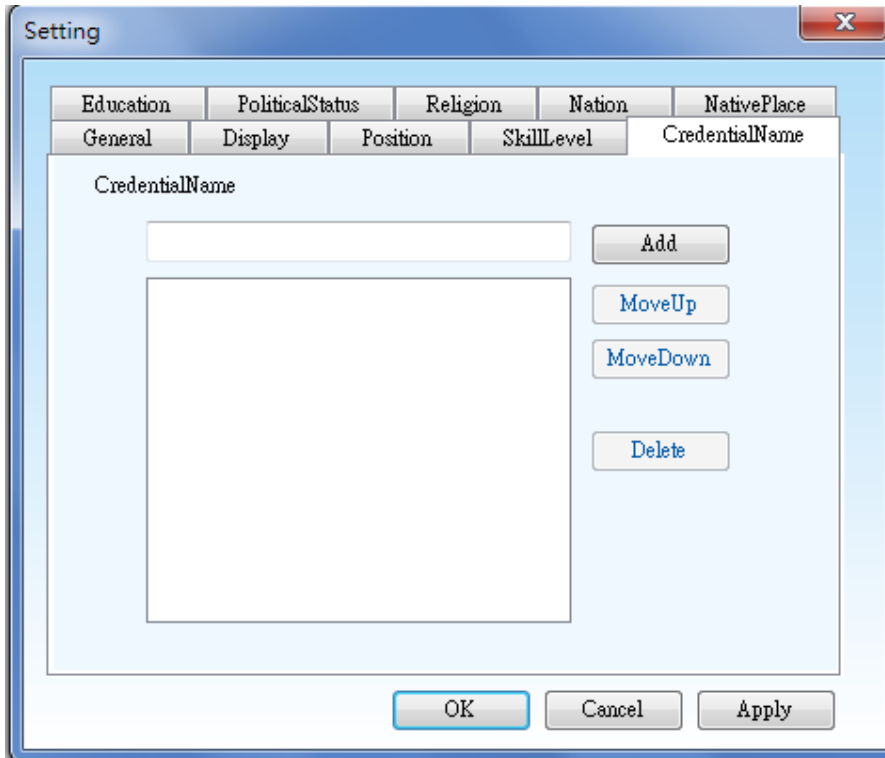 Setting
Education PoliticalStatus Religion Nation NativePlace
General Display Position SkillLevel CredentialName
CredentialName
Add
MoveUp
MoveDown
Delete
OK Cancel Apply